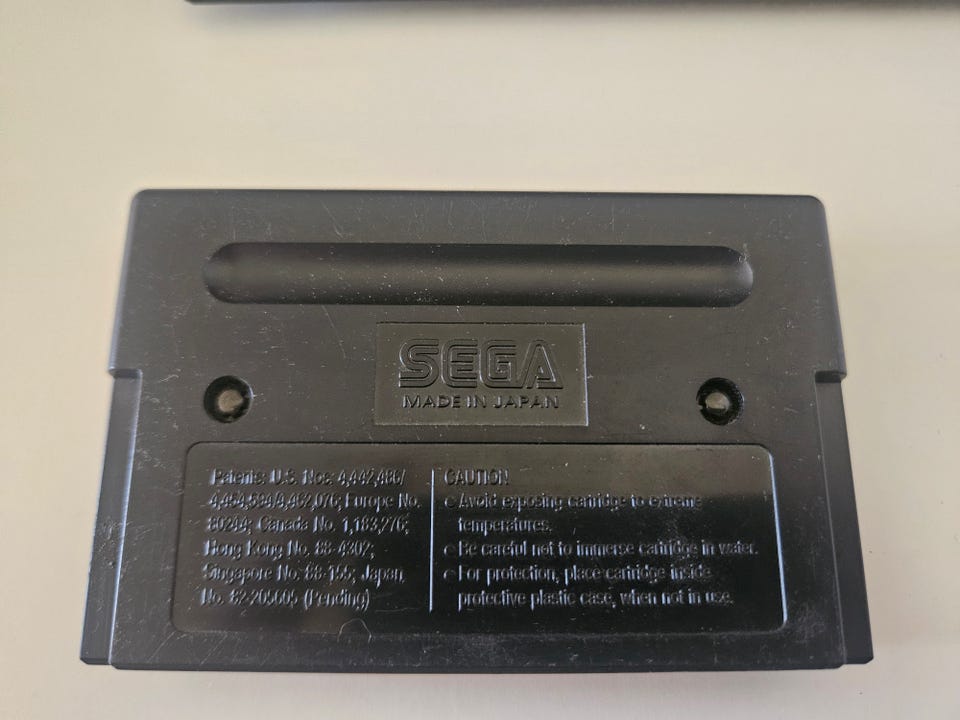 SEGA
MADE IN JAPAN
Patents: U.S. Nos. 4,442,486/
4,454,594/4,462,076; Europe No.
80244; Canada No. 1,183,276;
Hong Kong No. 88-4302;
Singapore No. 88-155; Japan
No. 82-205605 (Pending)
CAUTION
Avoid exposing cartridge to extreme
temperatures.
Be careful not to immerse cartridge in water.
For protection, place cartridge inside
protective plastic case, when not in use.